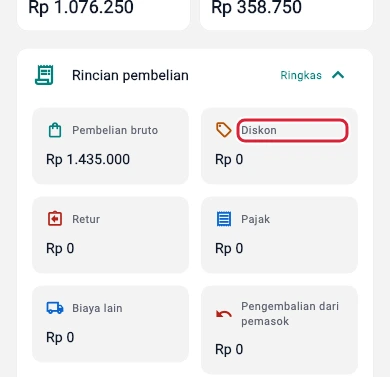 Rp 1.076.250
Rp 358.750
Rincian pembelian
Ringkas
Pembelian bruto
Rp 1.435.000
Diskon
Rp 0
Retur
Rp 0
Pajak
Rp 0
Biaya lain
Rp 0
Pengembalian dari
pemasok
Rp 0